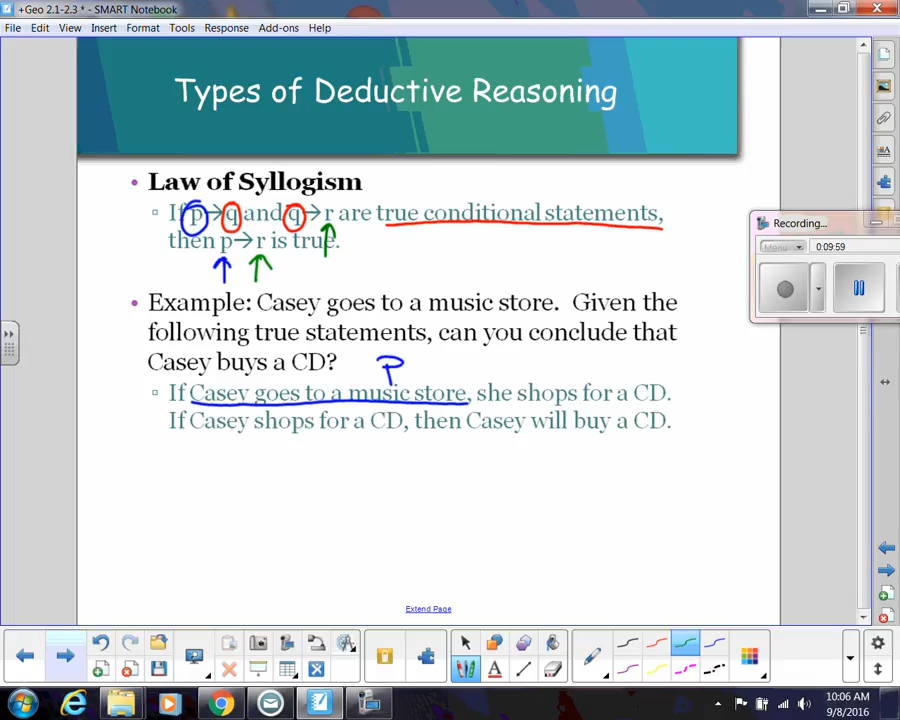 +Geo 2.1-2.3 * - SMART Notebook
File Edit View Insert Format Tools Response Add-ons Help
Types of Deductive Reasoning
• Law of Syllogism
If p→q and q→r are true conditional statements,
then p→r is true.
Recording...
Menu 0:09:59
• Example: Casey goes to a music store. Given the
following true statements, can you conclude that
Casey buys a CD?
P
If Casey goes to a music store, she shops for a CD.
If Casey shops for a CD, then Casey will buy a CD.
Extend Page
10:06 AM
9/8/2016